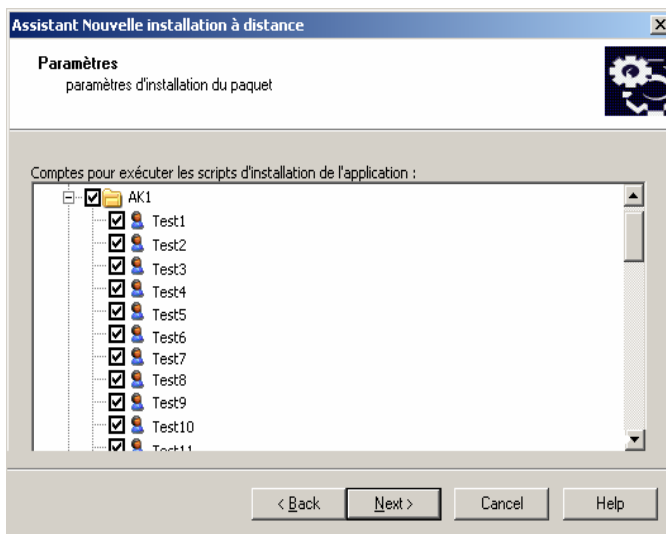 Assistant Nouvelle installation à distance
Paramètres
paramètres d'installation du paquet
Comptes pour exécuter les scripts d'installation de l'application :
AK1
Test1
Test2
Test3
Test4
Test5
Test6
Test7
Test8
Test9
Test10
Test11
< Back
Next >
Cancel
Help